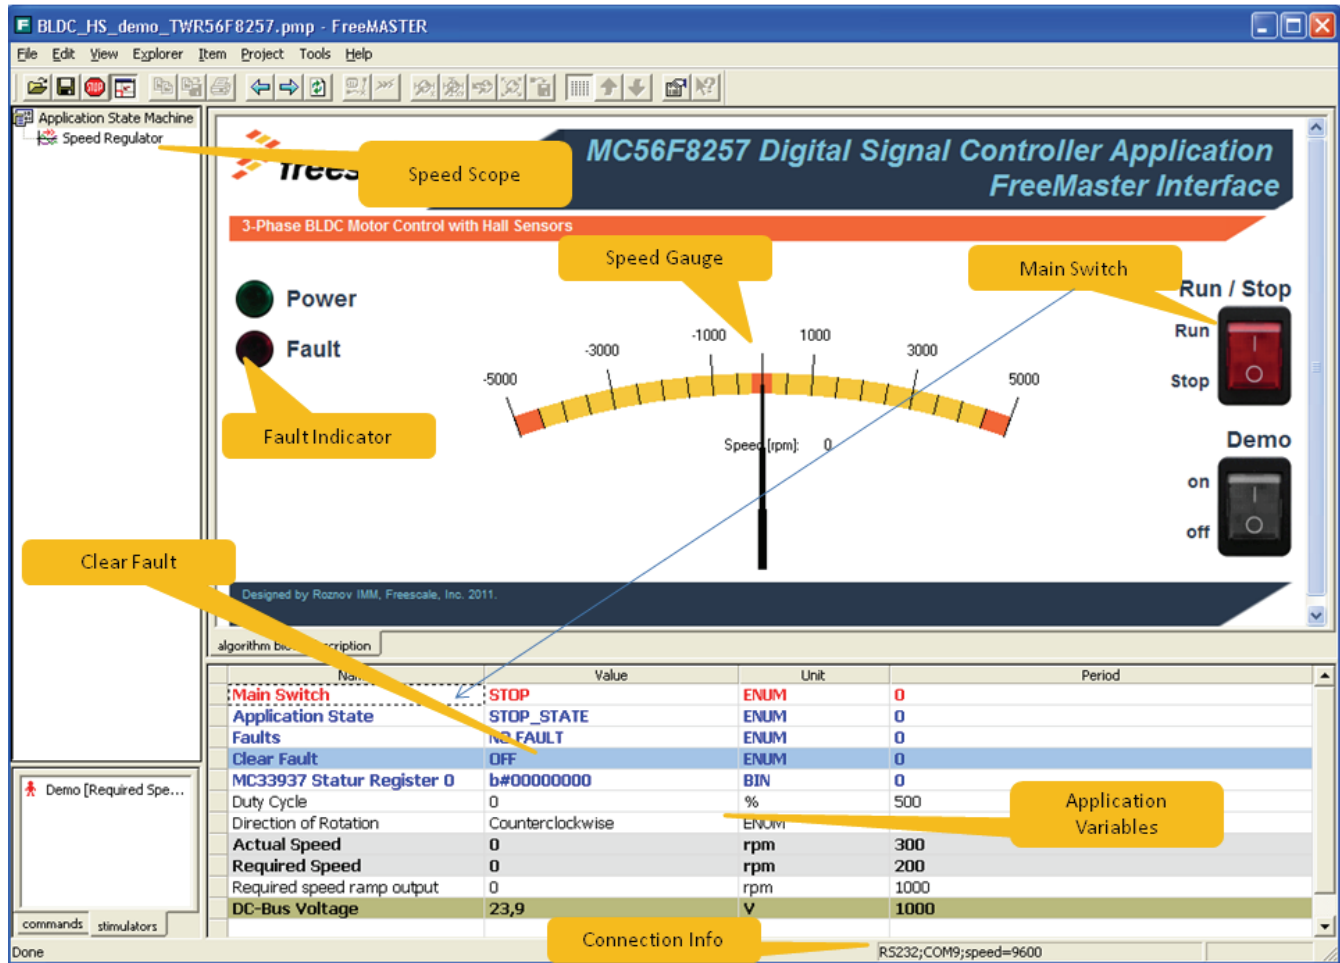 BLDC_HS_demo_TWR56F8257.pmp - FreeMASTER
File Edit View Explorer Item Project Tools Help
Application State Machine
Speed Regulator
Speed Scope
MC56F8257 Digital Signal Controller Application
FreeMaster Interface
3-Phase BLDC Motor Control with Hall Sensors
Speed Gauge
Main Switch
Power
Fault
Fault Indicator
Run / Stop
Run
Stop
-5000 -3000 -1000 1000 3000 5000
Speed [rpm]: 0
Demo
on
off
Clear Fault
Designed by Roznov IMM, Freescale, Inc. 2011.
Value Unit Period
Main Switch STOP ENUM 0
Application State STOP_STATE ENUM 0
Faults NO FAULT ENUM 0
Clear Fault OFF ENUM 0
MC33937 Statur Register 0 b#00000000 BIN 0
Duty Cycle 0 % 500
Direction of Rotation Counterclockwise ENUM
Actual Speed 0 rpm 300
Required Speed 0 rpm 200
Required speed ramp output 0 rpm 1000
DC-Bus Voltage 23,9 V 1000
Application
Variables
Demo [Required Spe...
commands stimulators
Connection Info
Done
RS232;COM9;speed=9600